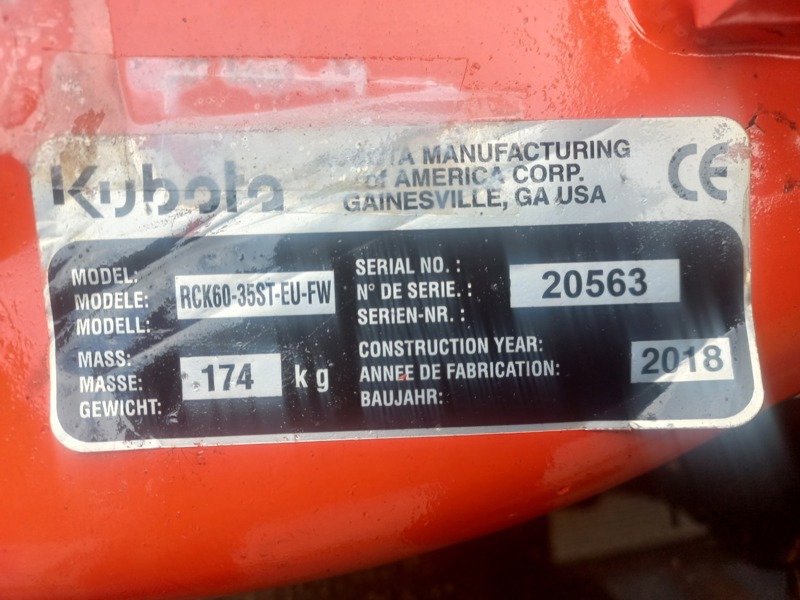 Kubota
MANUFACTURING
of AMERICA CORP.
GAINESVILLE, GA USA
CE
MODEL:
MODELE:
MODELL:
RCK60-35ST-EU-FW
SERIAL NO. :
N° DE SERIE. :
SERIEN-NR. :
20563
MASS:
MASSE:
GEWICHT:
174 kg
CONSTRUCTION YEAR:
ANNEE DE FABRICATION:
BAUJAHR:
2018